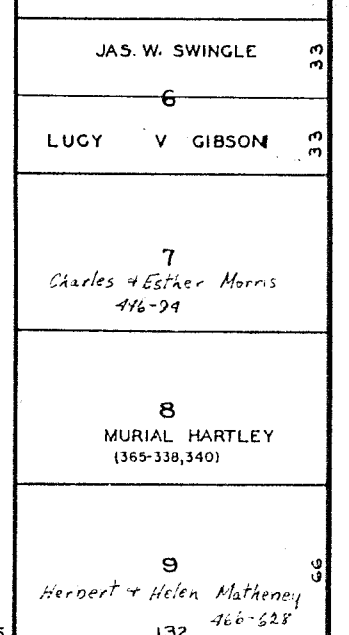 JAS. W. SWINGLE 33
6
LUCY V GIBSON 33
7
Charles & Esther Morris
446-94
8
MURIAL HARTLEY
(365-338,340)
9 66
Herbert & Helen Matheney
466-628
132